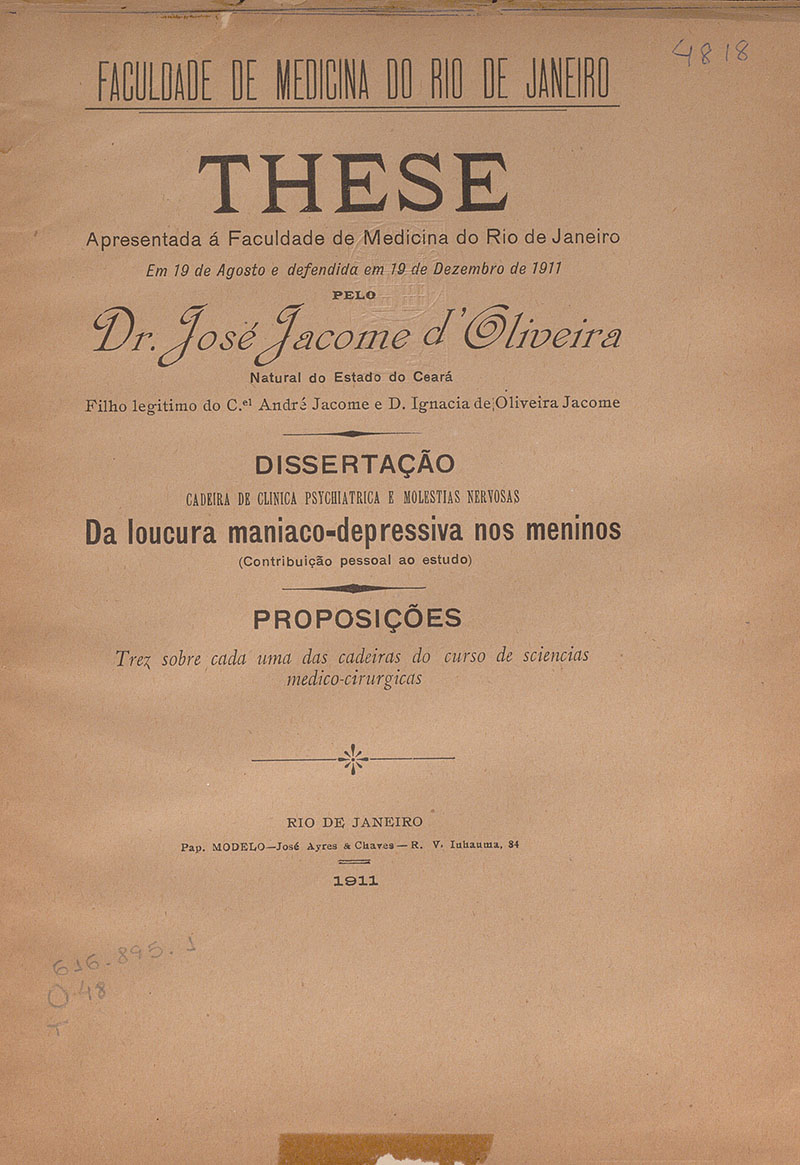 4818
FACULDADE DE MEDICINA DO RIO DE JANEIRO
THESE
Apresentada á Faculdade de Medicina do Rio de Janeiro
Em 19 de Agosto e defendida em 19 de Dezembro de 1911
PELO
Dr. José Jacome d'Oliveira
Natural do Estado do Ceará
Filho legitimo do C.el André Jacome e D. Ignacia de Oliveira Jacome
DISSERTAÇÃO
CADEIRA DE CLINICA PSYCHIATRICA E MOLESTIAS NERVOSAS
Da loucura maniaco-depressiva nos meninos
(Contribuição pessoal ao estudo)
PROPOSIÇÕES
Trez sobre cada uma das cadeiras do curso de sciencias
medico-cirurgicas
RIO DE JANEIRO
Pap. MODELO—José Ayres & Chaves — R. V. Inhauma, 84
1911
616.895.1
O48
T